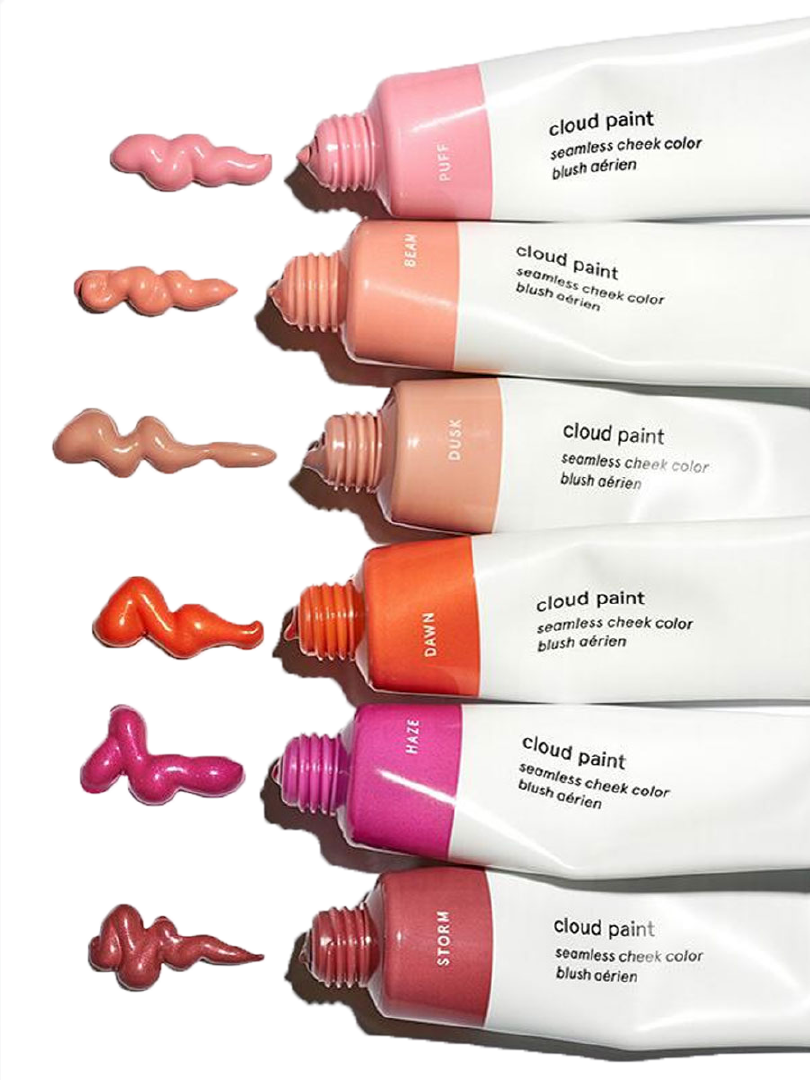 PUFF
cloud paint
seamless cheek color
blush aérien
BEAM
cloud paint
seamless cheek color
blush aérien
DUSK
cloud paint
seamless cheek color
blush aérien
DAWN
cloud paint
seamless cheek color
blush aérien
HAZE
cloud paint
seamless cheek color
blush aérien
STORM
cloud paint
seamless cheek color
blush aérien